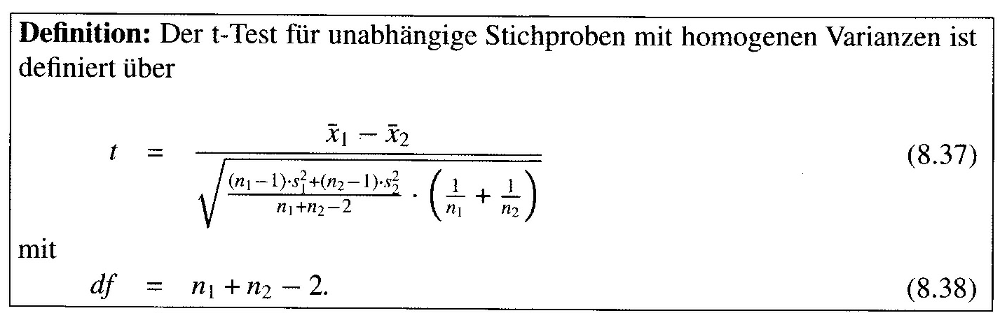 Definition: Der t-Test für unabhängige Stichproben mit homogenen Varianzen ist
definiert über
t = \frac{\bar{x}_1 - \bar{x}_2}{\sqrt{\frac{(n_1-1)\cdot s_1^2+(n_2-1)\cdot s_2^2}{n_1+n_2-2} \cdot \left(\frac{1}{n_1} + \frac{1}{n_2}\right)}} (8.37)
mit
df = n_1 + n_2 - 2. (8.38)